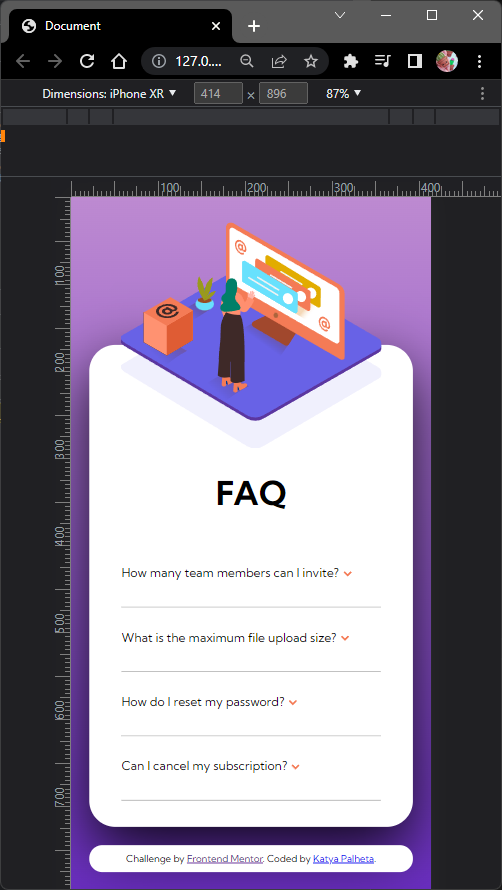 Document
127.0....
Dimensions: iPhone XR
414 × 896
87%
100 200 300 400
100
200
300
400
500
600
700
FAQ
How many team members can I invite?
What is the maximum file upload size?
How do I reset my password?
Can I cancel my subscription?
Challenge by Frontend Mentor. Coded by Katya Palheta.